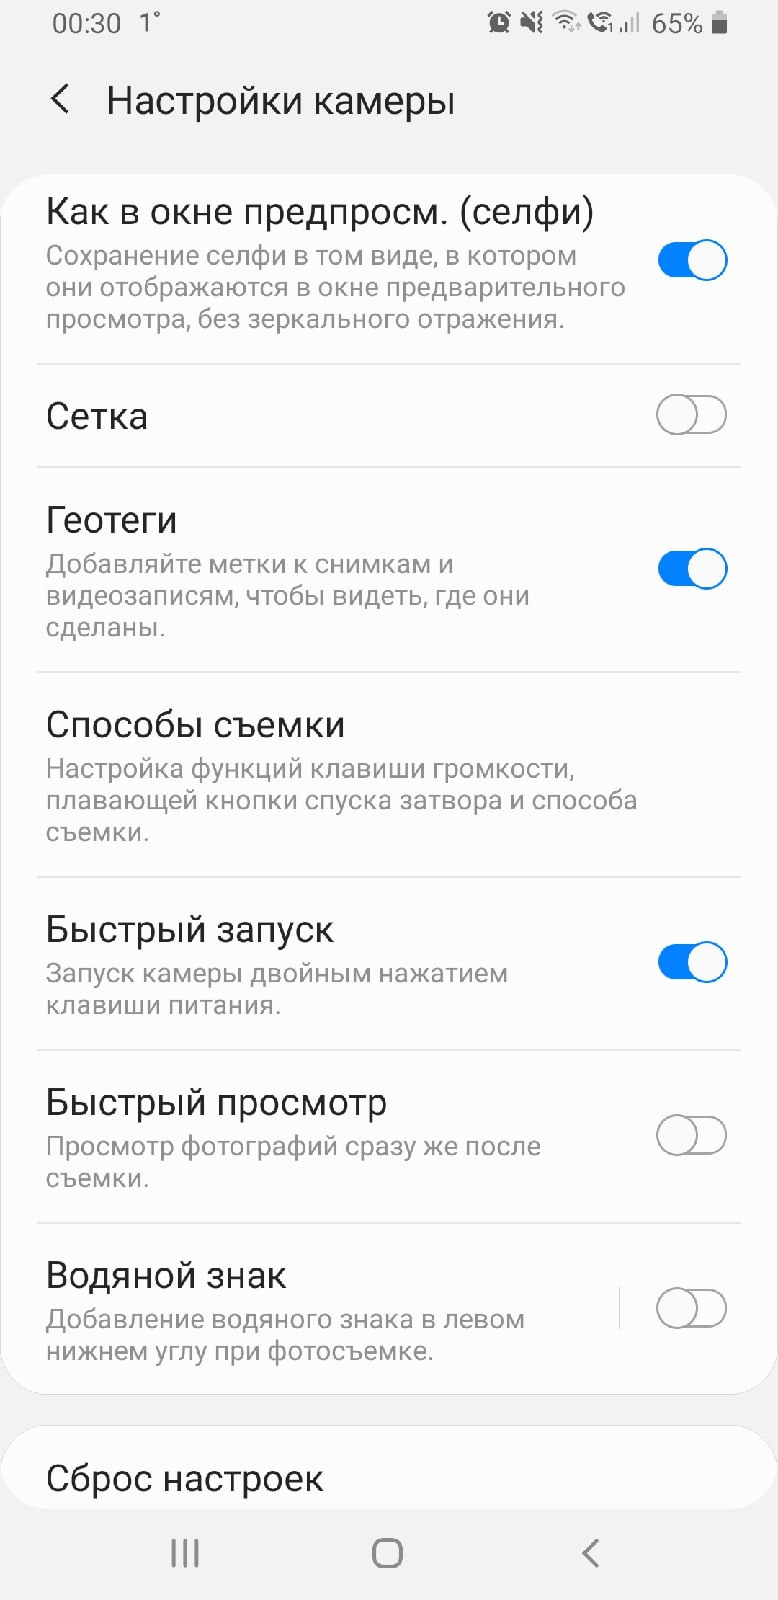 00:30 1° 65%
Настройки камеры
Как в окне предпросм. (селфи)
Сохранение селфи в том виде, в котором
они отображаются в окне предварительного
просмотра, без зеркального отражения.
Сетка
Геотеги
Добавляйте метки к снимкам и
видеозаписям, чтобы видеть, где они
сделаны.
Способы съемки
Настройка функций клавиши громкости,
плавающей кнопки спуска затвора и способа
съемки.
Быстрый запуск
Запуск камеры двойным нажатием
клавиши питания.
Быстрый просмотр
Просмотр фотографий сразу же после
съемки.
Водяной знак
Добавление водяного знака в левом
нижнем углу при фотосъемке.
Сброс настроек